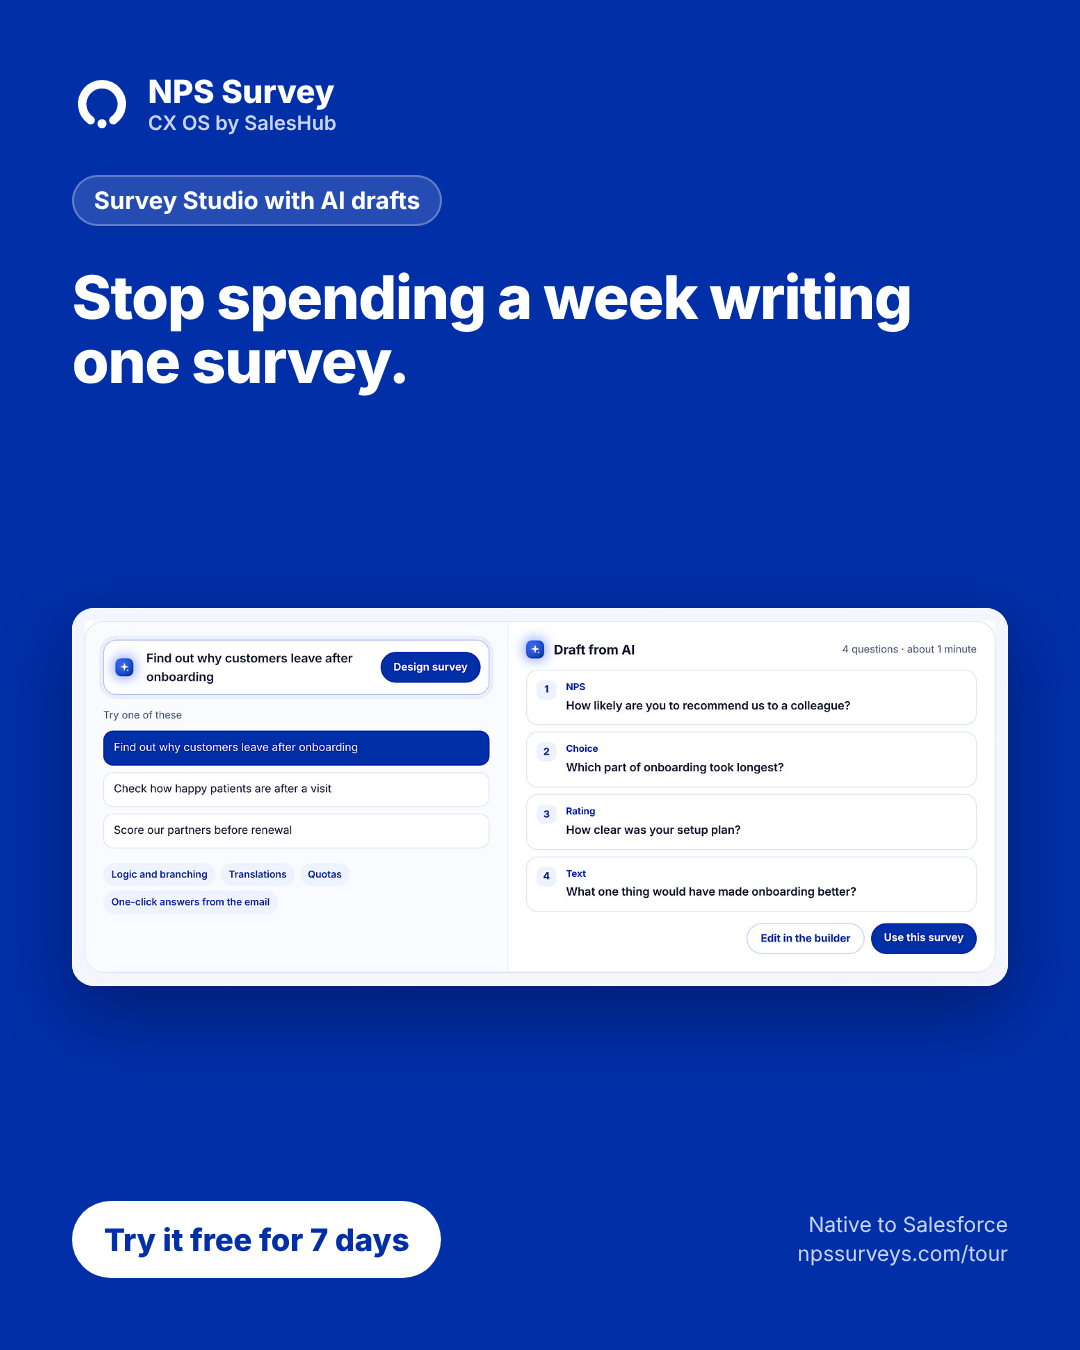 NPS Survey
CX OS by SalesHub
Survey Studio with AI drafts
Stop spending a week writing
one survey.
Find out why customers leave after
onboarding
Design survey
Try one of these
Find out why customers leave after onboarding
Check how happy patients are after a visit
Score our partners before renewal
Logic and branching
Translations
Quotas
One-click answers from the email
Draft from AI
4 questions · about 1 minute
1
NPS
How likely are you to recommend us to a colleague?
2
Choice
Which part of onboarding took longest?
3
Rating
How clear was your setup plan?
4
Text
What one thing would have made onboarding better?
Edit in the builder
Use this survey
Try it free for 7 days
Native to Salesforce
npssurveys.com/tour